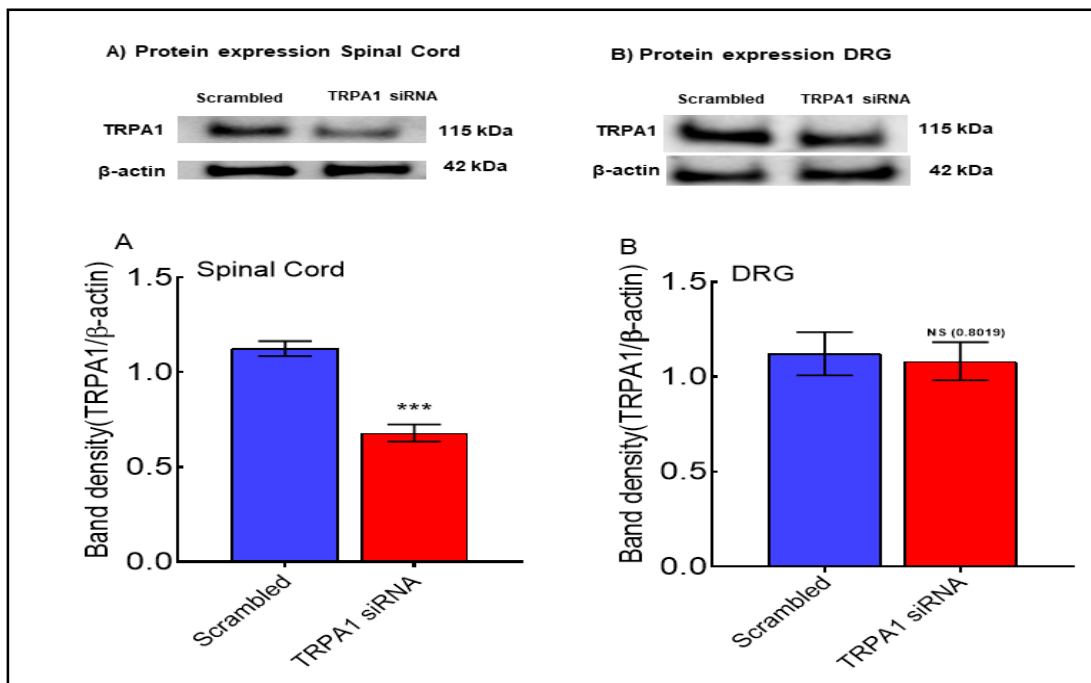 A) Protein expression Spinal Cord
Scrambled TRPA1 siRNA
TRPA1 115 kDa
β-actin 42 kDa
B) Protein expression DRG
Scrambled TRPA1 siRNA
TRPA1 115 kDa
β-actin 42 kDa
A
Spinal Cord
Band density(TRPA1/β-actin)
1.5
1.0
0.5
0.0
***
Scrambled
TRPA1 siRNA
B
DRG
Band density(TRPA1/β-actin)
1.5
1.0
0.5
0.0
NS (0.8019)
Scrambled
TRPA1 siRNA